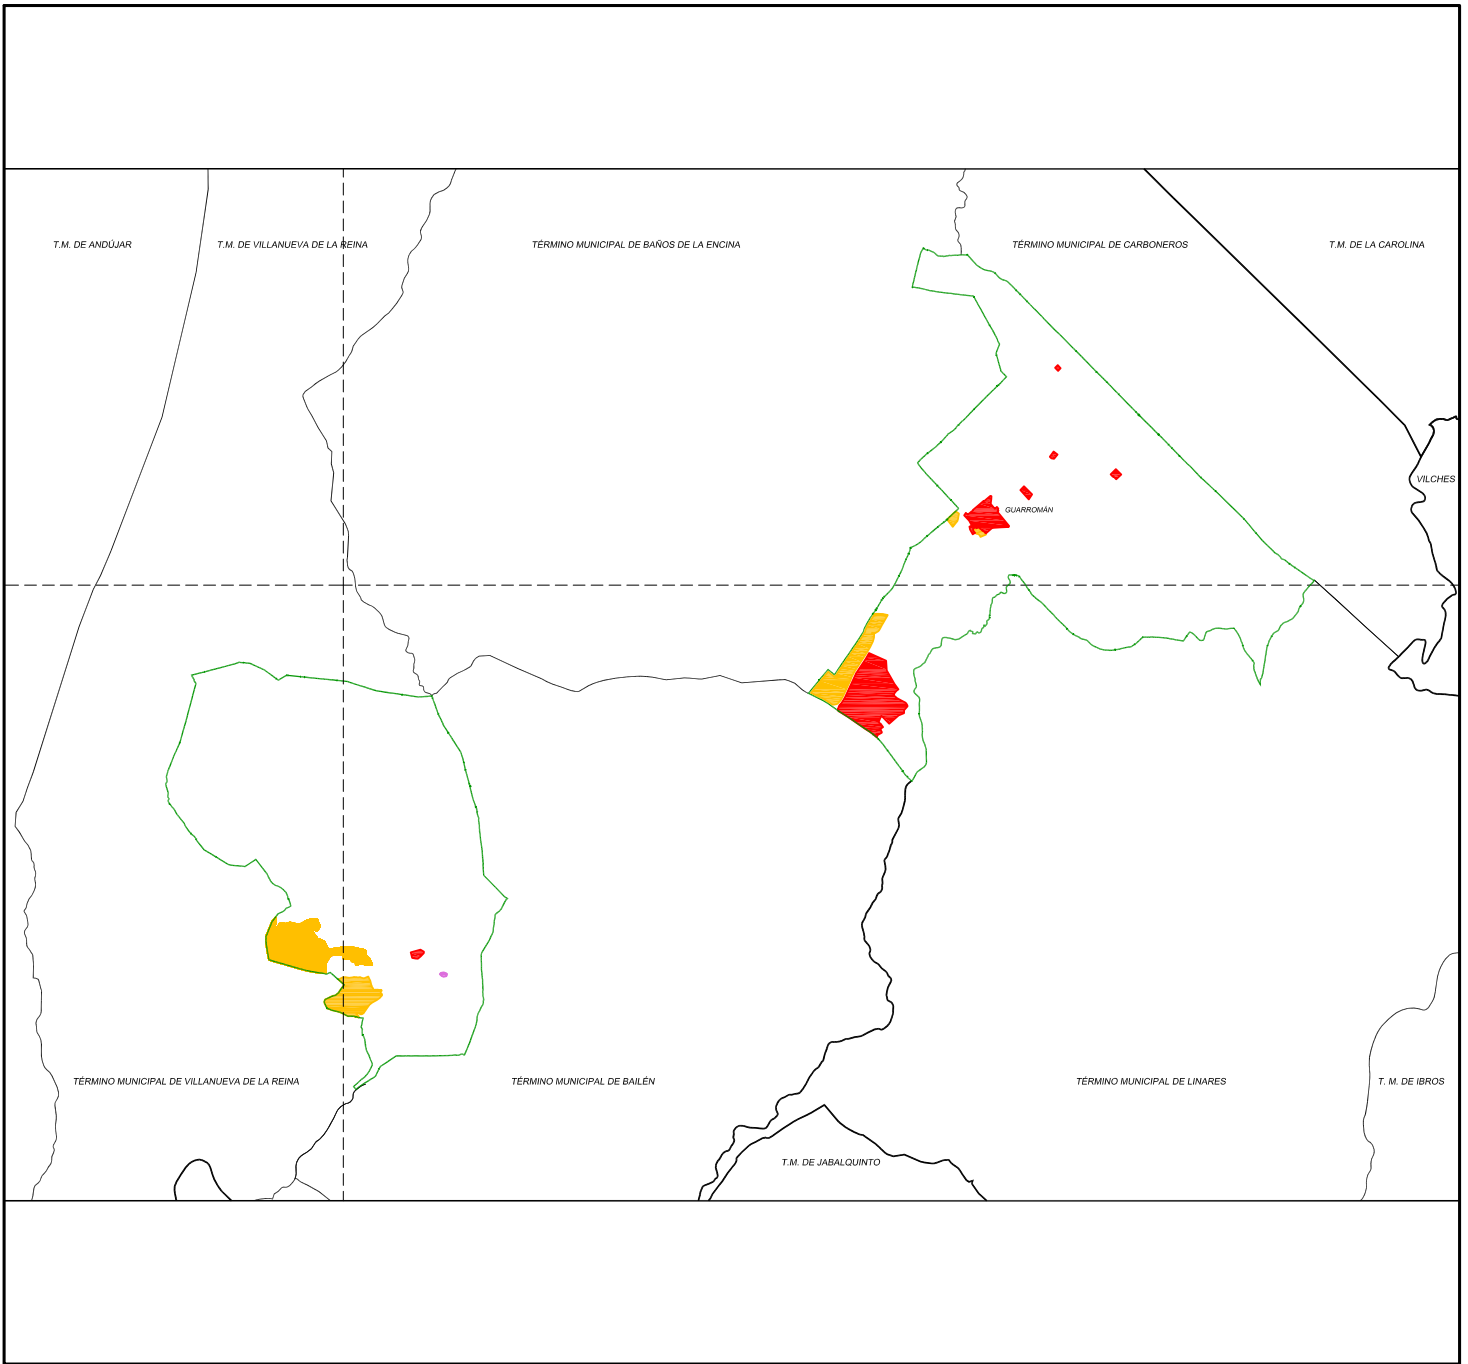 T.M. DE ANDÚJAR
T.M. DE VILLANUEVA DE LA REINA
TÉRMINO MUNICIPAL DE BAÑOS DE LA ENCINA
TÉRMINO MUNICIPAL DE CARBONEROS
T.M. DE LA CAROLINA
VILCHES
GUARROMÁN
TÉRMINO MUNICIPAL DE VILLANUEVA DE LA REINA
TÉRMINO MUNICIPAL DE BAILÉN
TÉRMINO MUNICIPAL DE LINARES
T. M. DE IBROS
T.M. DE JABALQUINTO